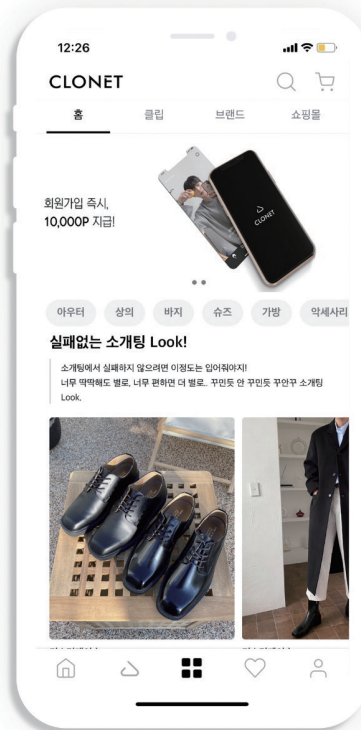 12:26
CLONET
홈 클립 브랜드 쇼핑몰
회원가입 즉시,
10,000P 지급!
CLONET
아우터 상의 바지 슈즈 가방 악세사리
실패없는 소개팅 Look!
소개팅에서 실패하지 않으려면 이정도는 입어줘야지!
너무 딱딱해도 별로, 너무 편하면 더 별로.. 꾸민듯 안 꾸민듯 꾸안꾸 소개팅
Look.